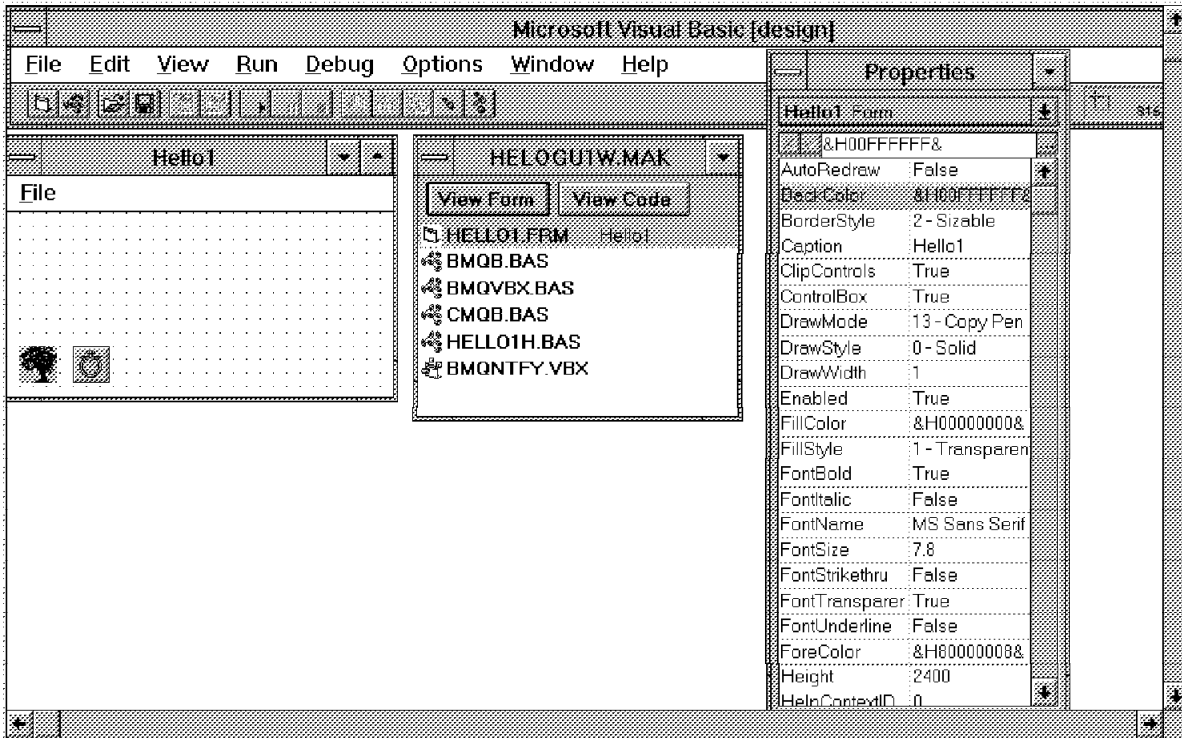 Microsoft Visual Basic [design]
File Edit View Run Debug Options Window Help
Hello1
File
HELOGU1W.MAK
View Form View Code
HELLO1.FRM Hello1
BMQB.BAS
BMQVBX.BAS
CMQB.BAS
HELLO1H.BAS
BMQNTFY.VBX
Properties
Hello1 Form
&H00FFFFFF&
AutoRedraw False
BackColor &H00FFFFFF&
BorderStyle 2 - Sizable
Caption Hello1
ClipControls True
ControlBox True
DrawMode 13 - Copy Pen
DrawStyle 0 - Solid
DrawWidth 1
Enabled True
FillColor &H00000000&
FillStyle 1 - Transparen
FontBold True
FontItalic False
FontName MS Sans Serif
FontSize 7.8
FontStrikethru False
FontTransparer True
FontUnderline False
ForeColor &H80000008&
Height 2400
HelpContextID 0